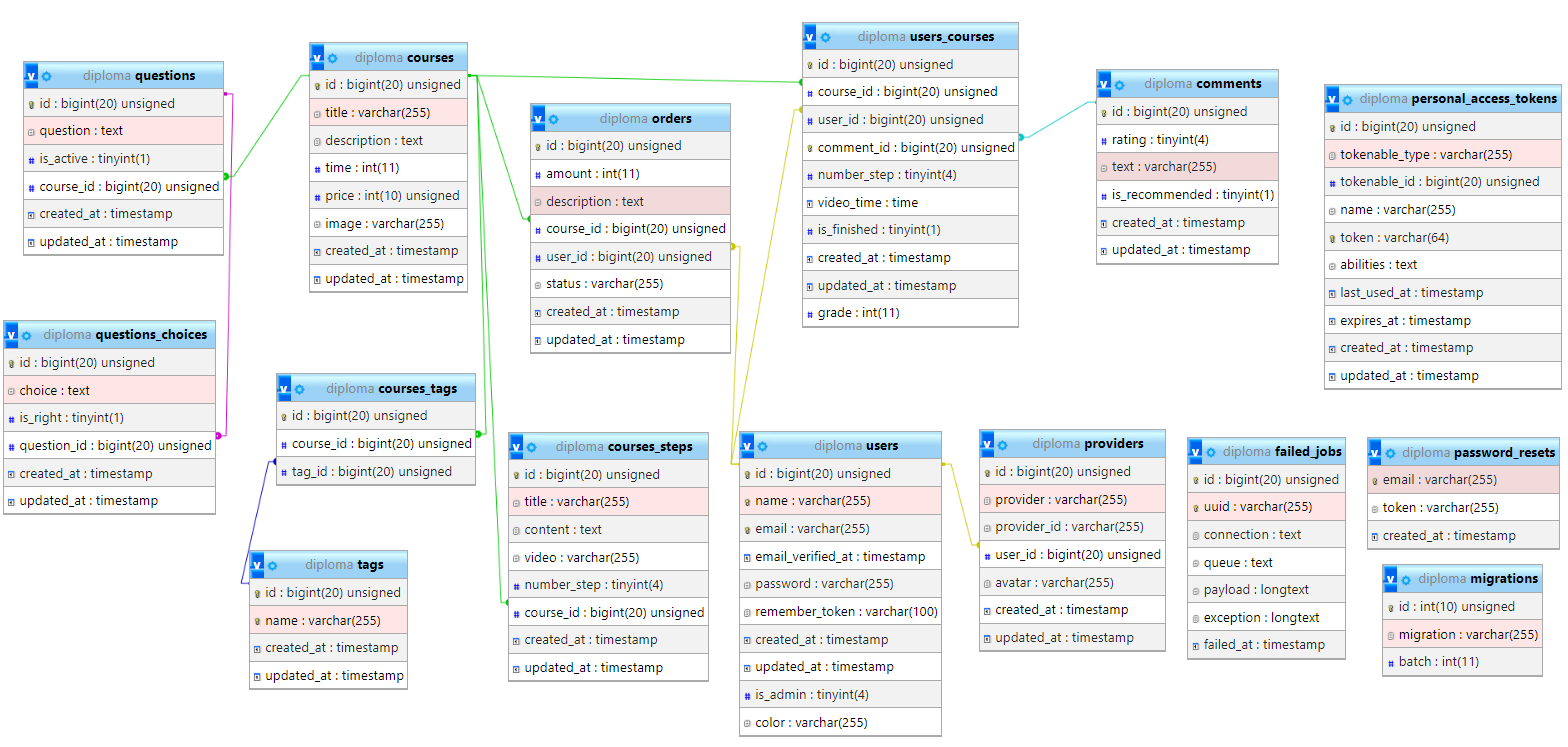 diploma questions
id : bigint(20) unsigned
question : text
is_active : tinyint(1)
course_id : bigint(20) unsigned
created_at : timestamp
updated_at : timestamp
diploma courses
id : bigint(20) unsigned
title : varchar(255)
description : text
time : int(11)
price : int(10) unsigned
image : varchar(255)
created_at : timestamp
updated_at : timestamp
diploma orders
id : bigint(20) unsigned
amount : int(11)
description : text
course_id : bigint(20) unsigned
user_id : bigint(20) unsigned
status : varchar(255)
created_at : timestamp
updated_at : timestamp
diploma users_courses
id : bigint(20) unsigned
course_id : bigint(20) unsigned
user_id : bigint(20) unsigned
comment_id : bigint(20) unsigned
number_step : tinyint(4)
video_time : time
is_finished : tinyint(1)
created_at : timestamp
updated_at : timestamp
grade : int(11)
diploma comments
id : bigint(20) unsigned
rating : tinyint(4)
text : varchar(255)
is_recommended : tinyint(1)
created_at : timestamp
updated_at : timestamp
diploma personal_access_tokens
id : bigint(20) unsigned
tokenable_type : varchar(255)
tokenable_id : bigint(20) unsigned
name : varchar(255)
token : varchar(64)
abilities : text
last_used_at : timestamp
expires_at : timestamp
created_at : timestamp
updated_at : timestamp
diploma questions_choices
id : bigint(20) unsigned
choice : text
is_right : tinyint(1)
question_id : bigint(20) unsigned
created_at : timestamp
updated_at : timestamp
diploma courses_tags
id : bigint(20) unsigned
course_id : bigint(20) unsigned
tag_id : bigint(20) unsigned
diploma tags
id : bigint(20) unsigned
name : varchar(255)
created_at : timestamp
updated_at : timestamp
diploma courses_steps
id : bigint(20) unsigned
title : varchar(255)
content : text
video : varchar(255)
number_step : tinyint(4)
course_id : bigint(20) unsigned
created_at : timestamp
updated_at : timestamp
diploma users
id : bigint(20) unsigned
name : varchar(255)
email : varchar(255)
email_verified_at : timestamp
password : varchar(255)
remember_token : varchar(100)
created_at : timestamp
updated_at : timestamp
is_admin : tinyint(4)
color : varchar(255)
diploma providers
id : bigint(20) unsigned
provider : varchar(255)
provider_id : varchar(255)
user_id : bigint(20) unsigned
avatar : varchar(255)
created_at : timestamp
updated_at : timestamp
diploma failed_jobs
id : bigint(20) unsigned
uuid : varchar(255)
connection : text
queue : text
payload : longtext
exception : longtext
failed_at : timestamp
diploma password_resets
email : varchar(255)
token : varchar(255)
created_at : timestamp
diploma migrations
id : int(10) unsigned
migration : varchar(255)
batch : int(11)